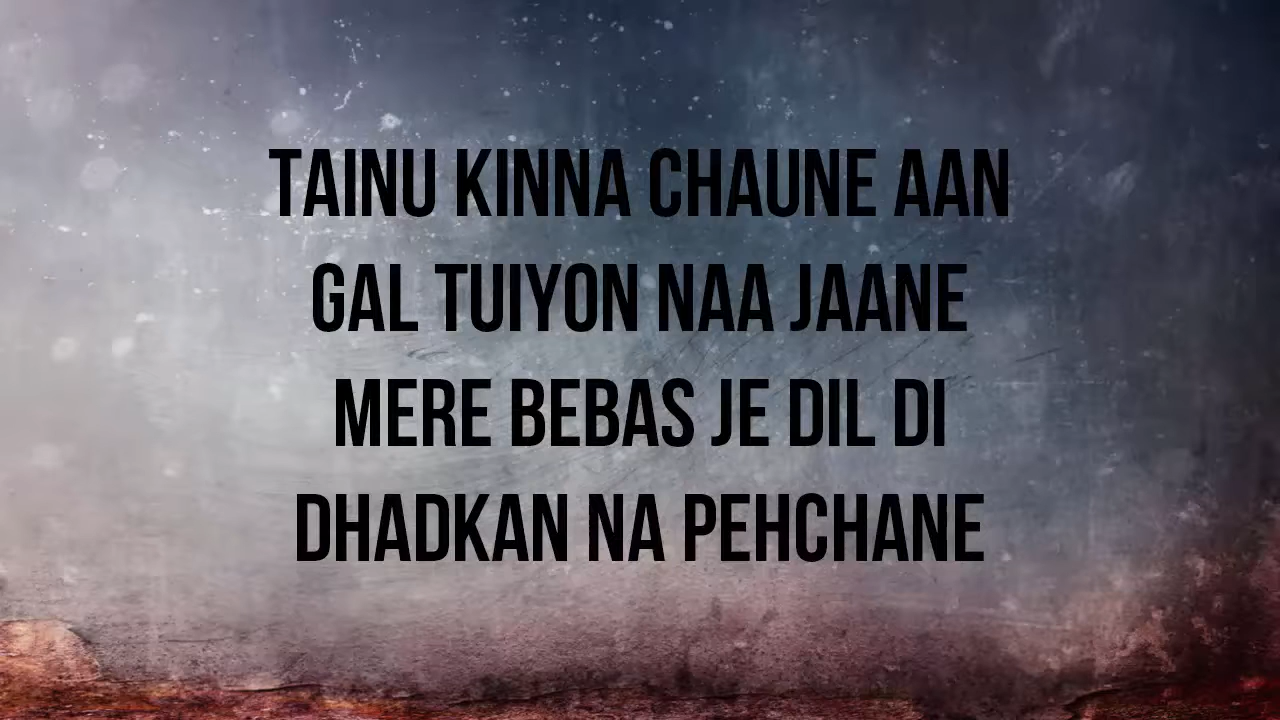 TAINU KINNA CHAUNE AAN
GAL TUIYON NAA JAANE
MERE BEBAS JE DIL DI
DHADKAN NA PEHCHANE